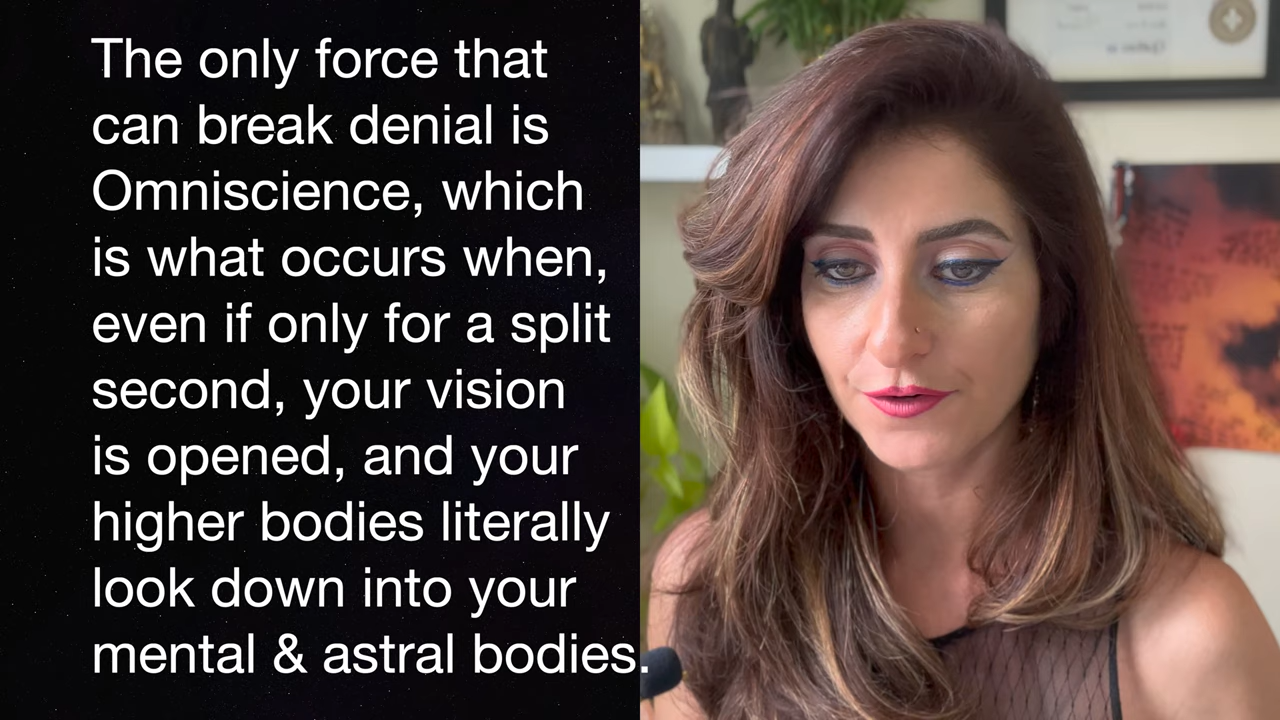 The only force that
can break denial is
Omniscience, which
is what occurs when,
even if only for a split
second, your vision
is opened, and your
higher bodies literally
look down into your
mental & astral bodies.